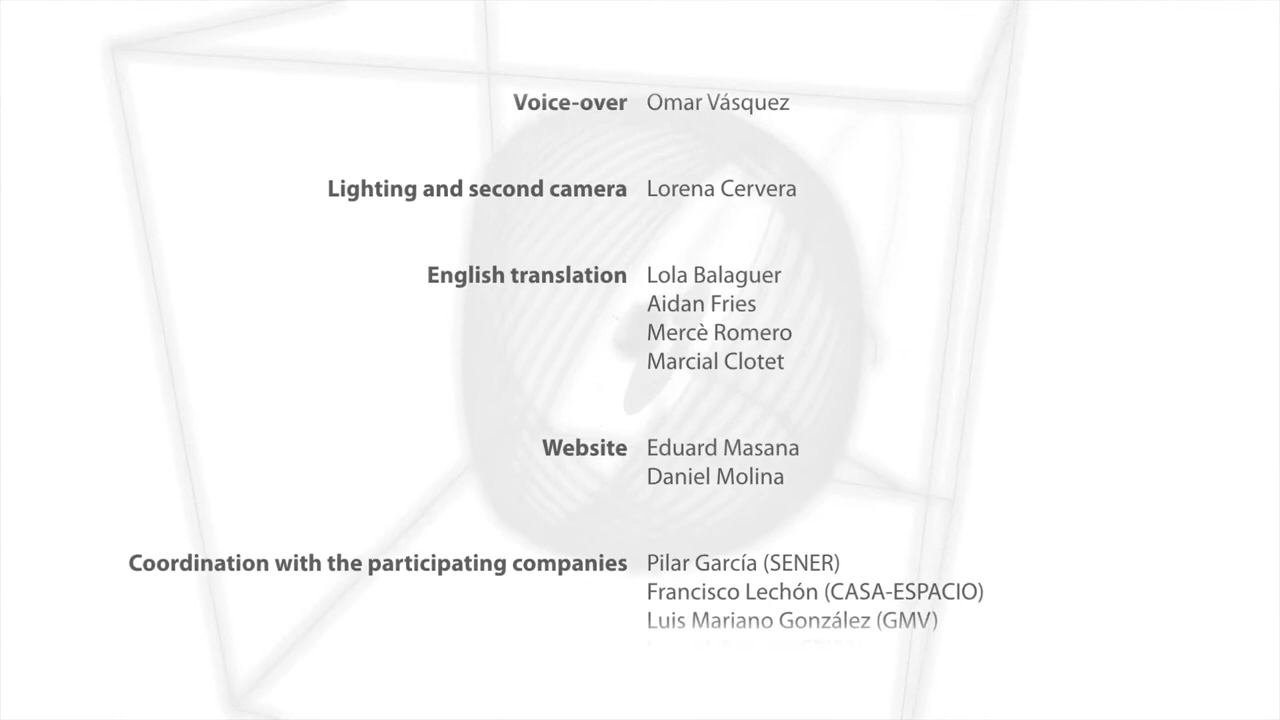 Voice-over Omar Vásquez
Lighting and second camera Lorena Cervera
English translation Lola Balaguer
Aidan Fries
Mercè Romero
Marcial Clotet
Website Eduard Masana
Daniel Molina
Coordination with the participating companies Pilar García (SENER)
Francisco Lechón (CASA-ESPACIO)
Luis Mariano González (GMV)